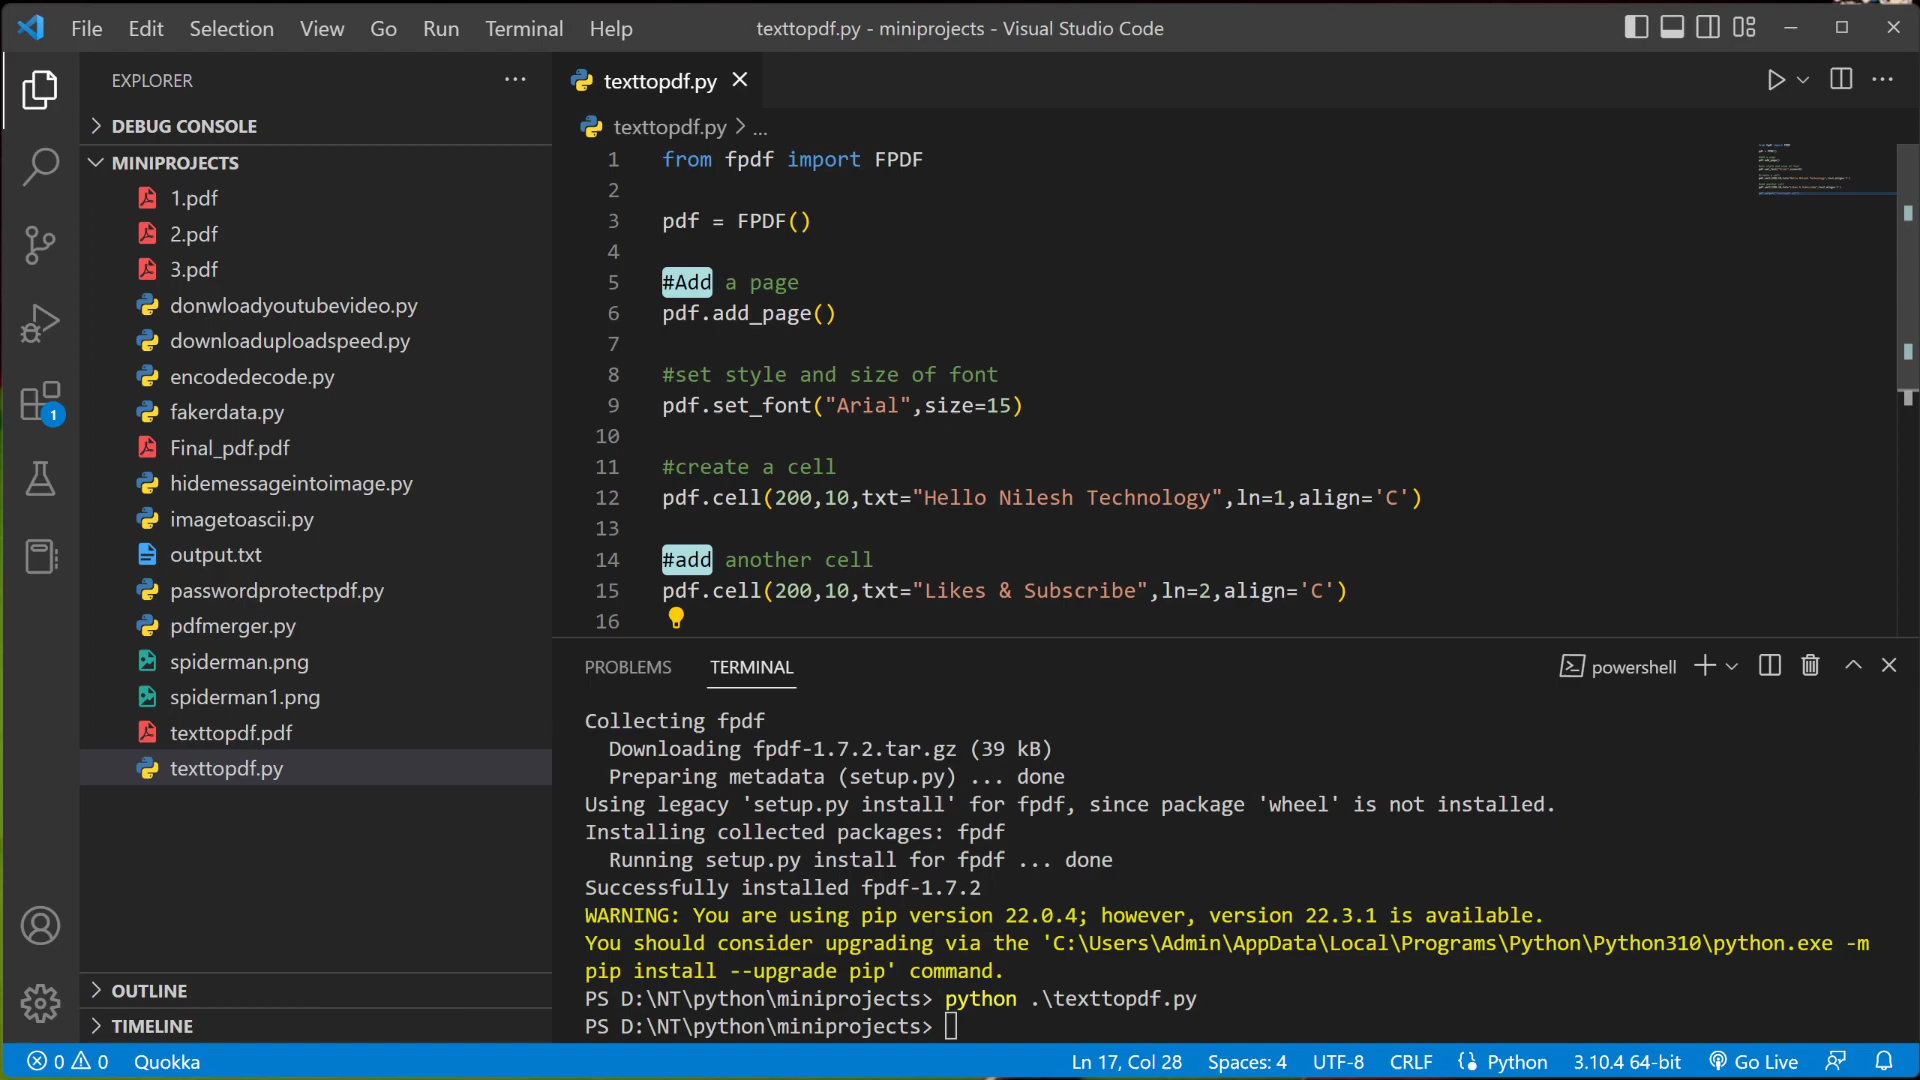 File Edit Selection View Go Run Terminal Help
texttopdf.py - miniprojects - Visual Studio Code
EXPLORER
DEBUG CONSOLE
MINIPROJECTS
1.pdf
2.pdf
3.pdf
donwloadyoutubevideo.py
downloaduploadspeed.py
encodedecode.py
fakerdata.py
Final_pdf.pdf
hidemessageintoimage.py
imagetoascii.py
output.txt
passwordprotectpdf.py
pdfmerger.py
spiderman.png
spiderman1.png
texttopdf.pdf
texttopdf.py
OUTLINE
TIMELINE
1
texttopdf.py
texttopdf.py > ...
1 from fpdf import FPDF
2
3 pdf = FPDF()
4
5 #Add a page
6 pdf.add_page()
7
8 #set style and size of font
9 pdf.set_font("Arial",size=15)
10
11 #create a cell
12 pdf.cell(200,10,txt="Hello Nilesh Technology",ln=1,align='C')
13
14 #add another cell
15 pdf.cell(200,10,txt="Likes & Subscribe",ln=2,align='C')
16
PROBLEMS TERMINAL
powershell
Collecting fpdf
Downloading fpdf-1.7.2.tar.gz (39 kB)
Preparing metadata (setup.py) ... done
Using legacy 'setup.py install' for fpdf, since package 'wheel' is not installed.
Installing collected packages: fpdf
Running setup.py install for fpdf ... done
Successfully installed fpdf-1.7.2
WARNING: You are using pip version 22.0.4; however, version 22.3.1 is available.
You should consider upgrading via the 'C:\Users\Admin\AppData\Local\Programs\Python\Python310\python.exe -m
pip install --upgrade pip' command.
PS D:\NT\python\miniprojects> python .\texttopdf.py
PS D:\NT\python\miniprojects>
0 0 Quokka
Ln 17, Col 28 Spaces: 4 UTF-8 CRLF Python 3.10.4 64-bit Go Live